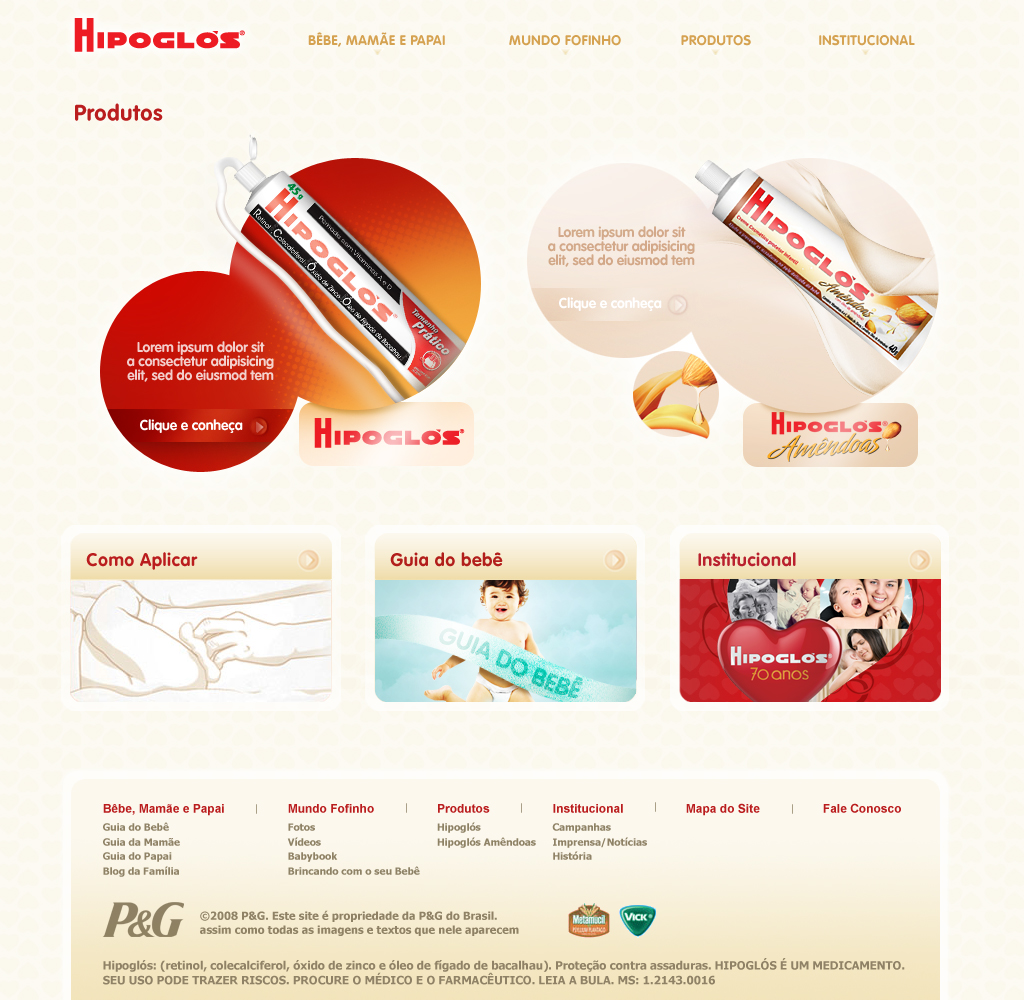 HIPOGLÓS®
BÊBE, MAMÃE E PAPAI
MUNDO FOFINHO
PRODUTOS
INSTITUCIONAL
Produtos
45g
HIPOGLÓS®
Pomada com Vitaminas A e D
Retinol · Colecalciferol · Óxido de Zinco · Óleo de Fígado de Bacalhau
Tamanho
Prático
Lorem ipsum dolor sit
a consectetur adipisicing
elit, sed do eiusmod tem
Clique e conheça
HIPOGLÓS®
Lorem ipsum dolor sit
a consectetur adipisicing
elit, sed do eiusmod tem
Clique e conheça
HIPOGLÓS®
Amêndoas
40g
HIPOGLÓS®
Amêndoas
Como Aplicar
Guia do bebê
GUIA DO BEBÊ
Institucional
HIPOGLÓS®
70 anos
Bêbe, Mamãe e Papai
Guia do Bebê
Guia da Mamãe
Guia do Papai
Blog da Família
Mundo Fofinho
Fotos
Vídeos
Babybook
Brincando com o seu Bebê
Produtos
Hipoglós
Hipoglós Amêndoas
Institucional
Campanhas
Imprensa/Notícias
História
Mapa do Site
Fale Conosco
P&G
©2008 P&G. Este site é propriedade da P&G do Brasil.
assim como todas as imagens e textos que nele aparecem
Metamucil
VICK
Hipoglós: (retinol, colecalciferol, óxido de zinco e óleo de fígado de bacalhau). Proteção contra assaduras. HIPOGLÓS É UM MEDICAMENTO.
SEU USO PODE TRAZER RISCOS. PROCURE O MÉDICO E O FARMACÊUTICO. LEIA A BULA. MS: 1.2143.0016